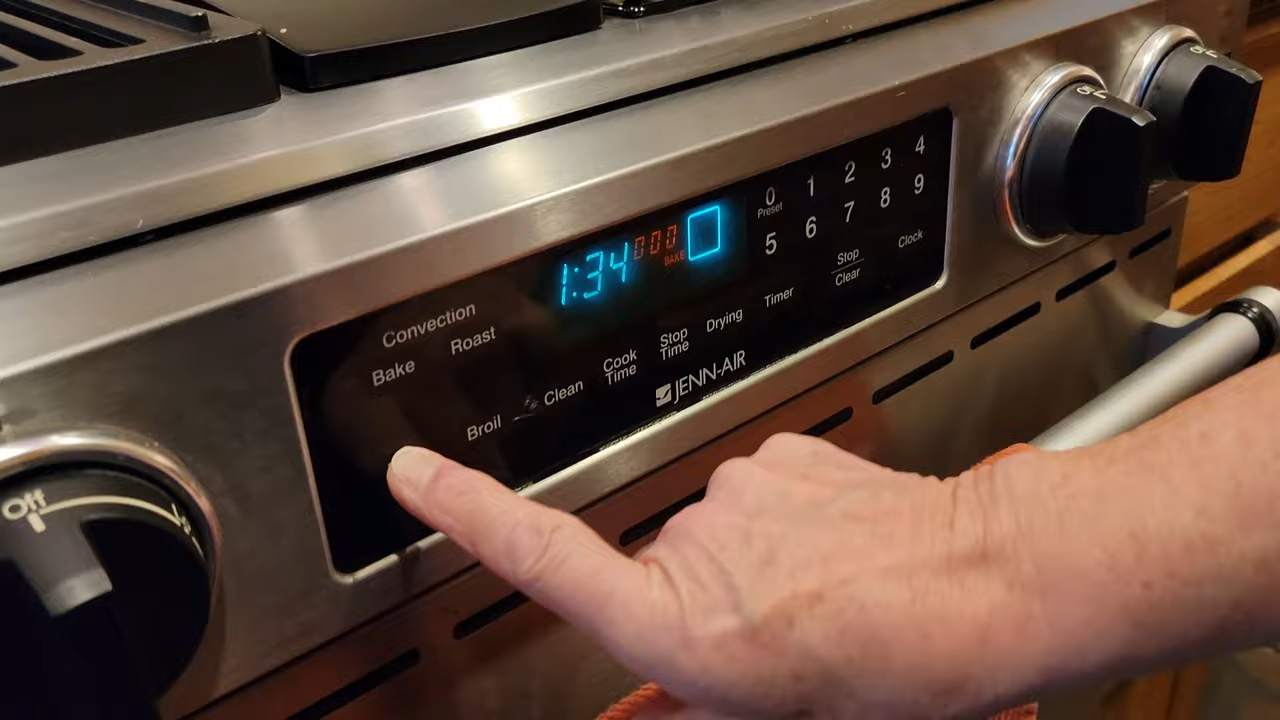 Convection
Bake
Roast
Broil
Clean
Cook
Time
Stop
Time
Drying
Timer
Stop
Clear
Clock
1:34
000
BAKE
0
Preset
1
2
3
4
5
6
7
8
9
JENN-AIR
Off